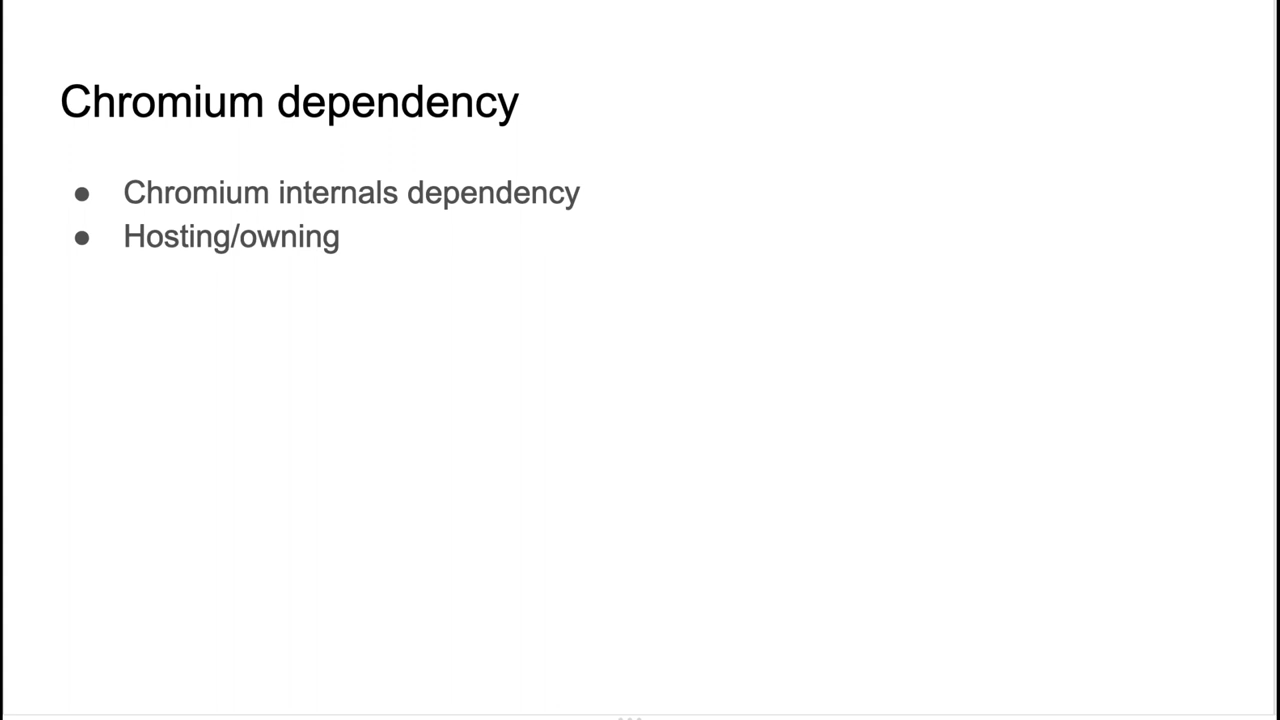 Chromium dependency
● Chromium internals dependency
● Hosting/owning